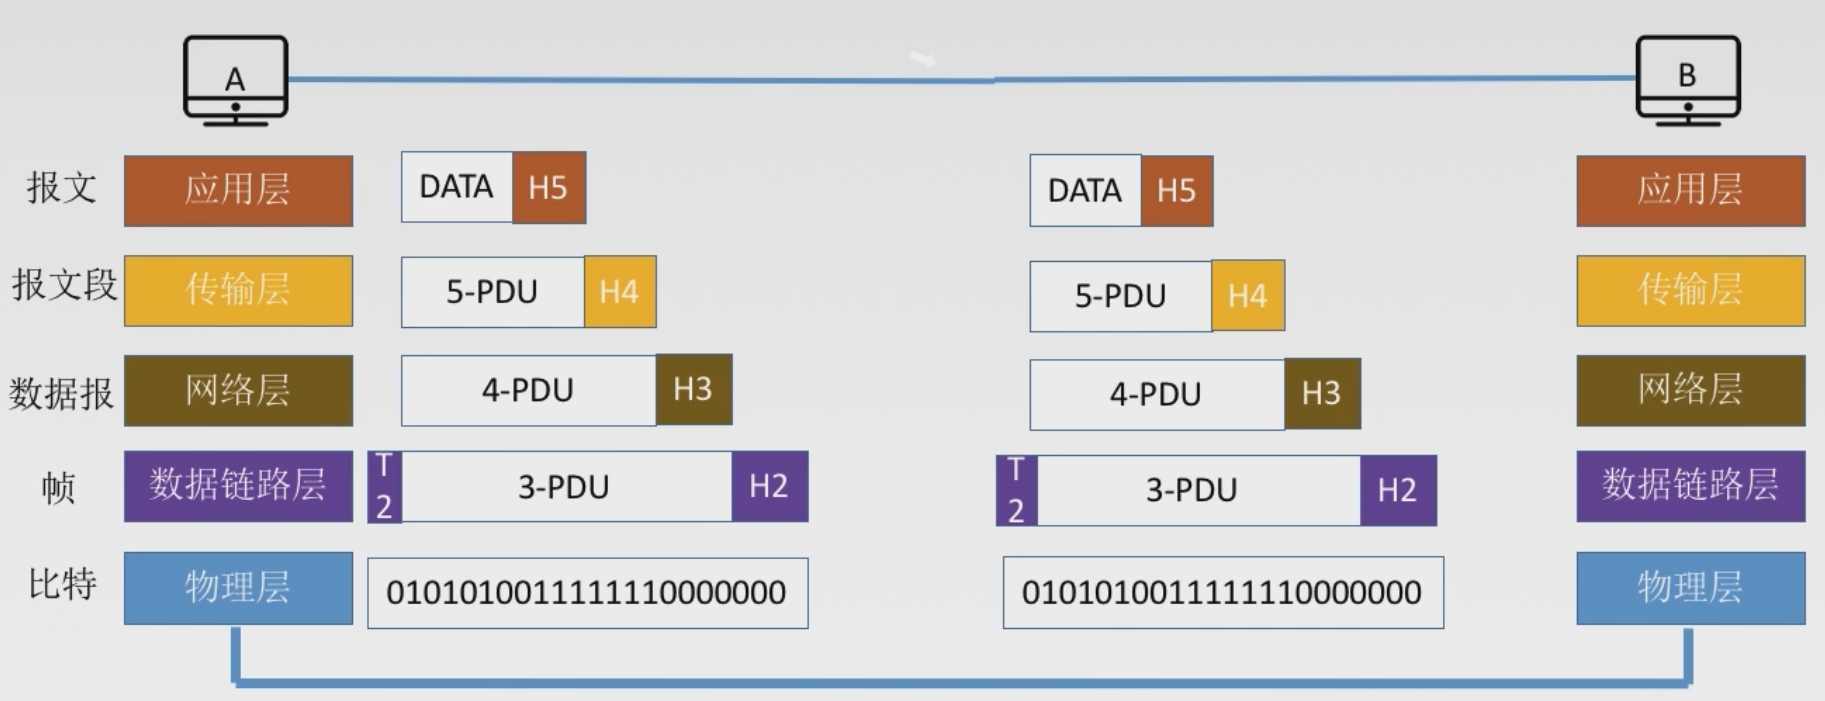 A
B
报文 应用层 DATA H5 DATA H5 应用层
报文段 传输层 5-PDU H4 5-PDU H4 传输层
数据报 网络层 4-PDU H3 4-PDU H3 网络层
帧 数据链路层 T2 3-PDU H2 T2 3-PDU H2 数据链路层
比特 物理层 0101010011111110000000 0101010011111110000000 物理层